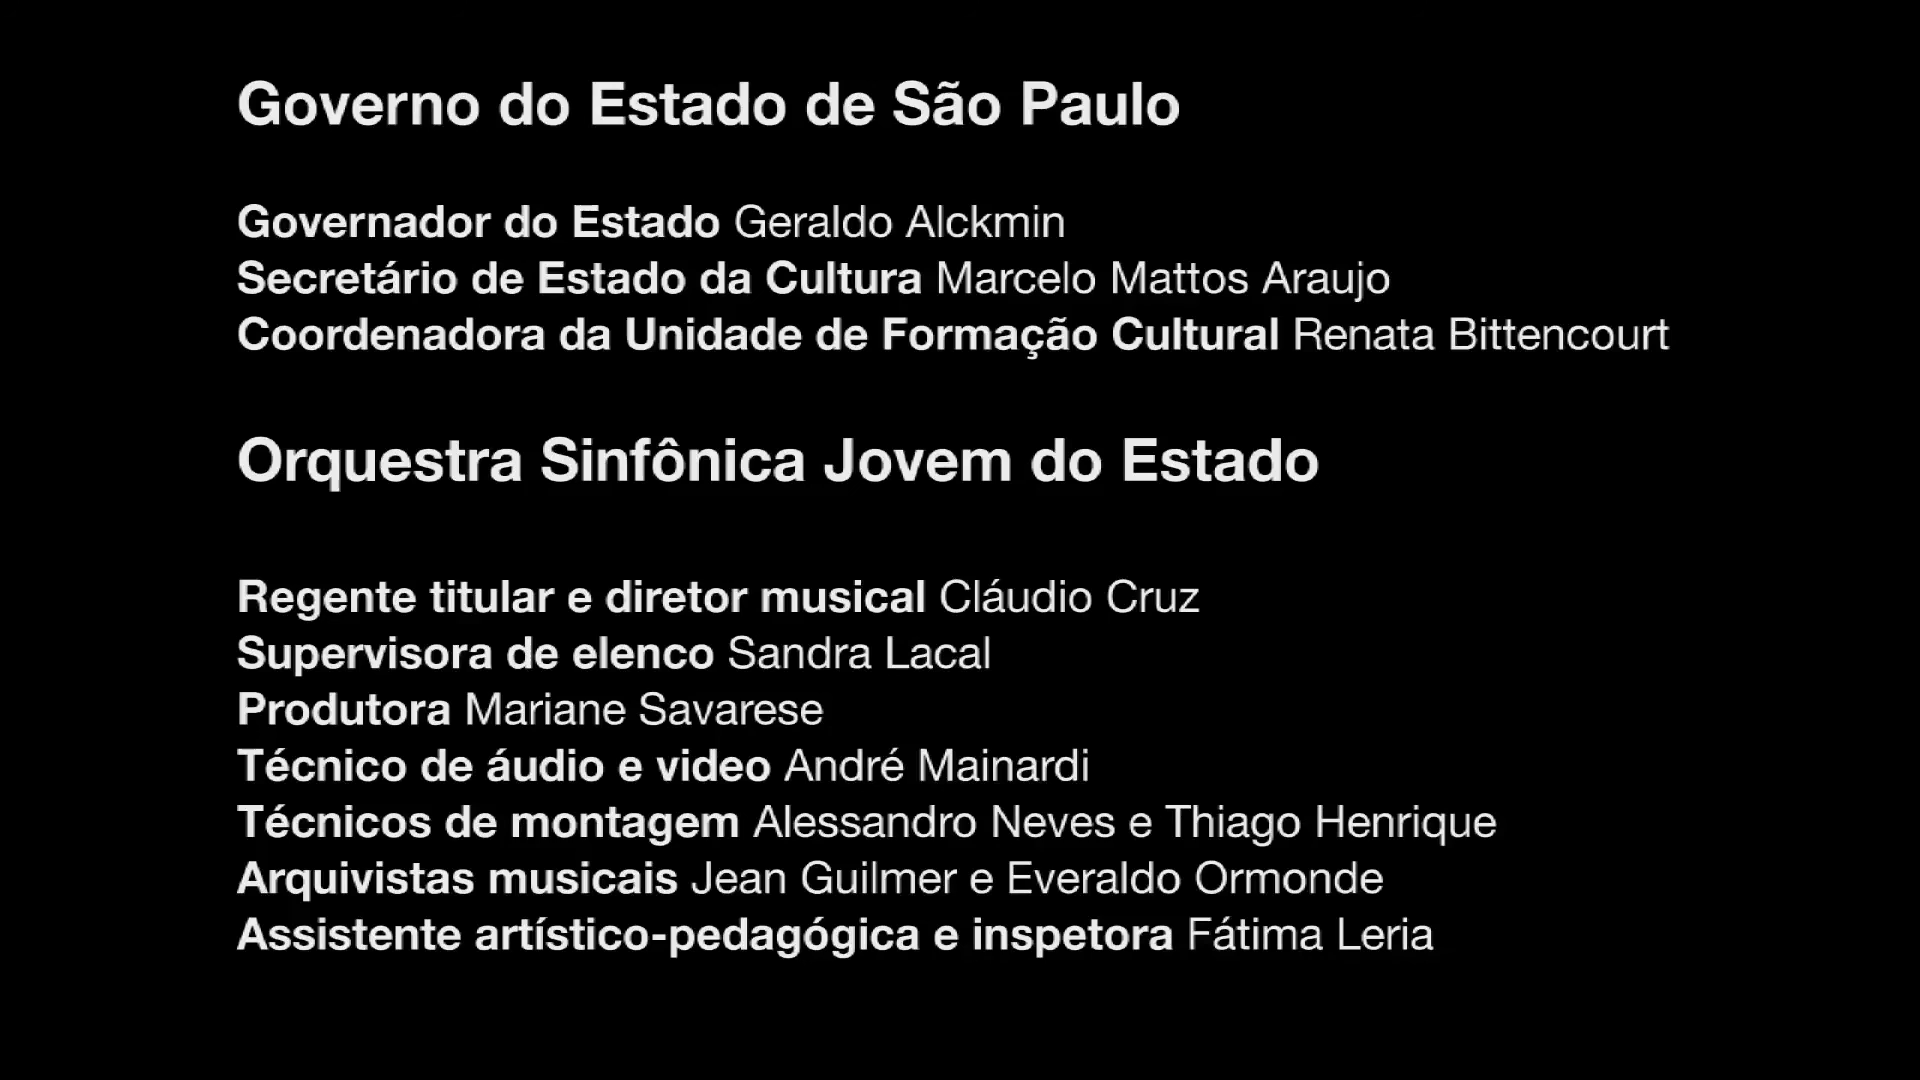 Governo do Estado de São Paulo
Governador do Estado Geraldo Alckmin
Secretário de Estado da Cultura Marcelo Mattos Araujo
Coordenadora da Unidade de Formação Cultural Renata Bittencourt
Orquestra Sinfônica Jovem do Estado
Regente titular e diretor musical Cláudio Cruz
Supervisora de elenco Sandra Lacal
Produtora Mariane Savarese
Técnico de áudio e video André Mainardi
Técnicos de montagem Alessandro Neves e Thiago Henrique
Arquivistas musicais Jean Guilmer e Everaldo Ormonde
Assistente artístico-pedagógica e inspetora Fátima Leria